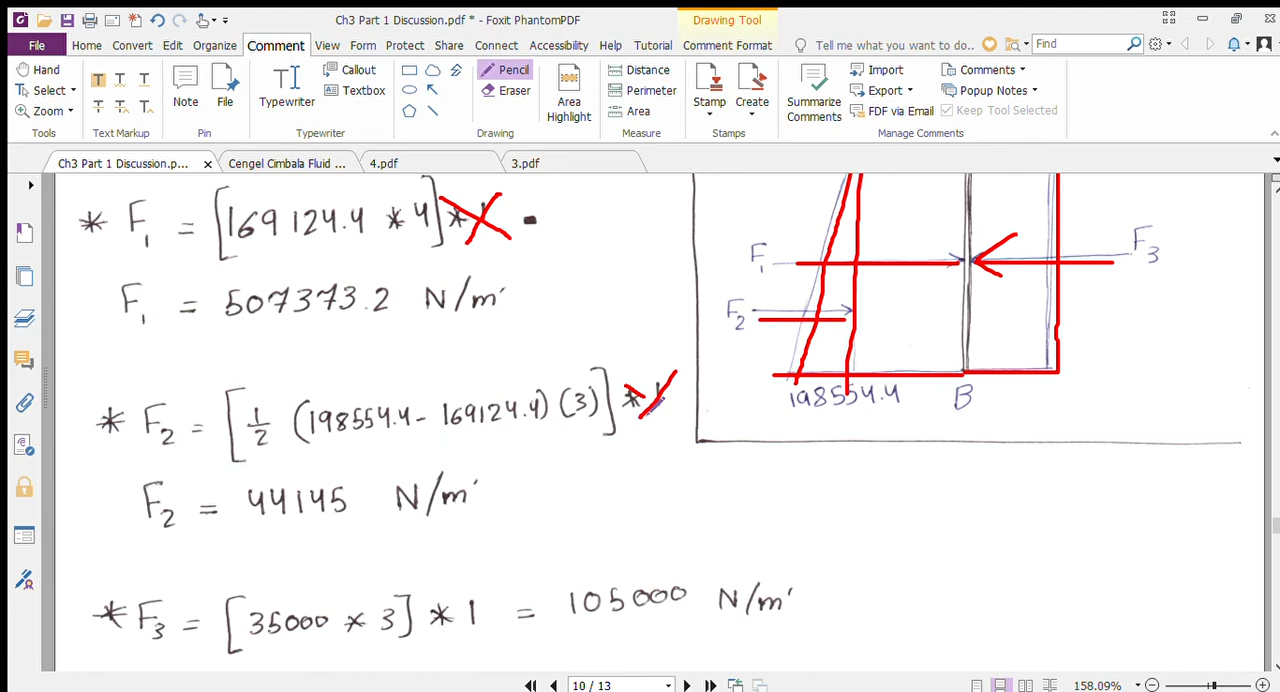 Ch3 Part 1 Discussion.pdf * - Foxit PhantomPDF
Drawing Tool
File Home Convert Edit Organize Comment View Form Protect Share Connect Accessibility Help Tutorial Comment Format Tell me what you want to do.. Find
Hand Select Zoom
Tools
Text Markup
Note File
Pin
Typewriter Callout Textbox
Typewriter
Pencil Eraser
Drawing
Area Highlight Distance Perimeter Area
Measure
Stamp Create
Stamps
Summarize Comments Import Export FDF via Email Comments Popup Notes Keep Tool Selected
Manage Comments
Ch3 Part 1 Discussion.p... × Cengel Cimbala Fluid ... 4.pdf 3.pdf
* F1 = [169124.4 * 4] * 1
F1 = 507373.2 N/m'
* F2 = [1/2 (198554.4 - 169124.4) (3)] * 1
F2 = 44145 N/m'
* F3 = [35000 * 3] * 1 = 105000 N/m'
F1
F3
F2
198554.4
B
10 / 13
158.09%